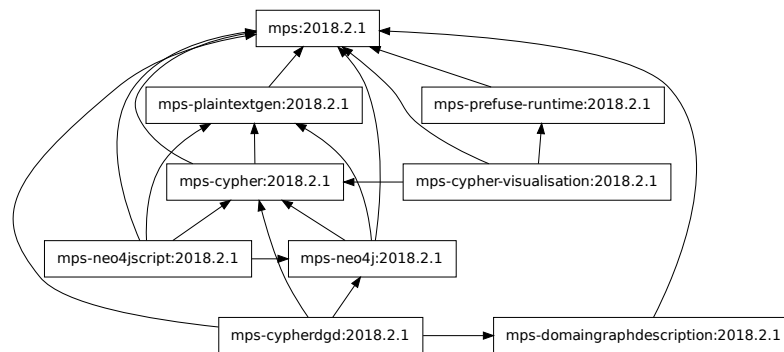 mps:2018.2.1
mps-plaintextgen:2018.2.1
mps-prefuse-runtime:2018.2.1
mps-cypher:2018.2.1
mps-cypher-visualisation:2018.2.1
mps-neo4jscript:2018.2.1
mps-neo4j:2018.2.1
mps-cypherdgd:2018.2.1
mps-domaingraphdescription:2018.2.1